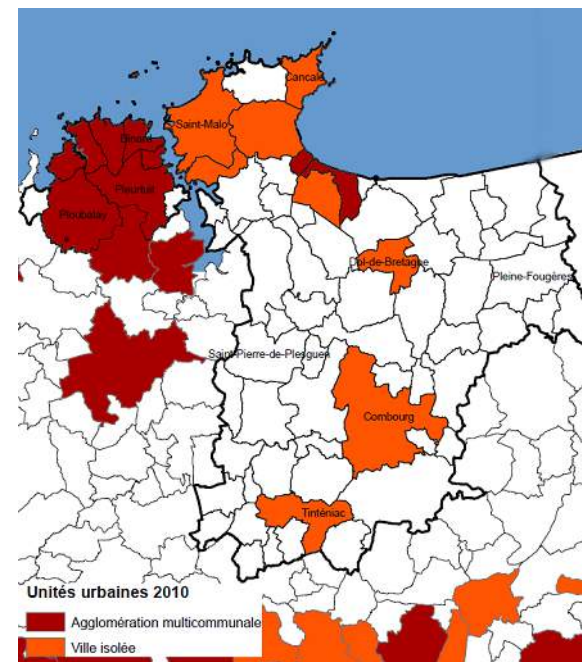 Cancale
Saint-Malo
Dinard
Pleurtuit
Ploubalay
Dol-de-Bretagne
Pleine-Fougères
Saint-Pierre-de-Plesguen
Combourg
Tinténiac
Unités urbaines 2010
Agglomération multicommunale
Ville isolée